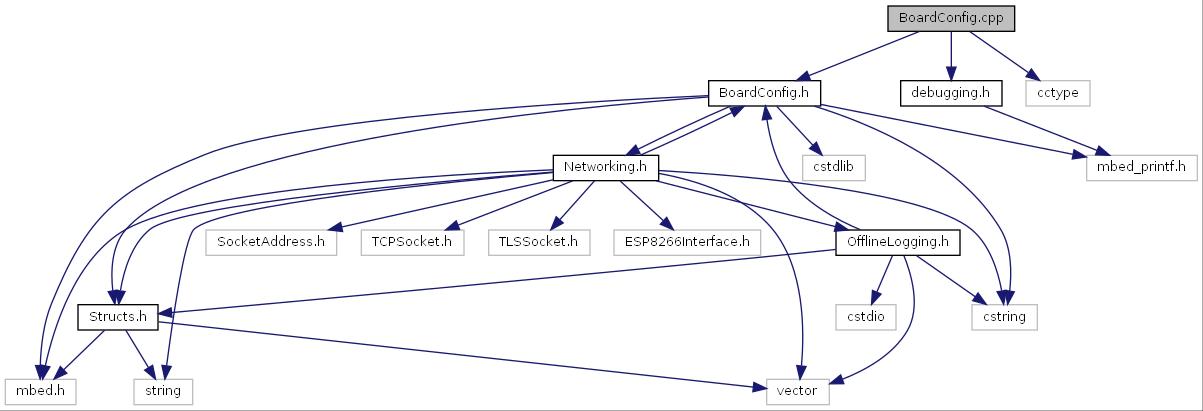 BoardConfig.cpp
BoardConfig.h
debugging.h
cctype
Networking.h
cstdlib
mbed_printf.h
SocketAddress.h
TCPSocket.h
TLSSocket.h
ESP8266Interface.h
OfflineLogging.h
Structs.h
cstdio
cstring
mbed.h
string
vector